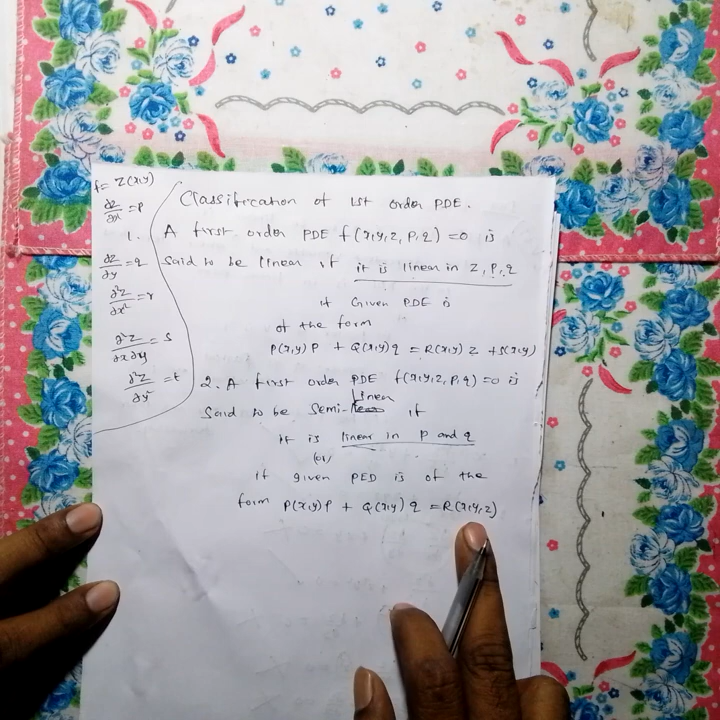 f = Z(x,y)
∂z/∂x = p
∂z/∂y = q
∂²z/∂x² = r
∂²z/∂x∂y = s
∂²z/∂y² = t
Classification of 1st order PDE.
1. A first order PDE f(x,y,z,p,q) = 0 is
said to be linear if it is linear in z,p,q
if Given PDE is
of the form
P(x,y)p + Q(x,y)q = R(x,y)z + S(x,y)
2. A first order PDE f(x,y,z,p,q) = 0 is
said to be semi-linear if
it is linear in p and q
(or)
if given PED is of the
form P(x,y)p + Q(x,y)q = R(x,y,z)